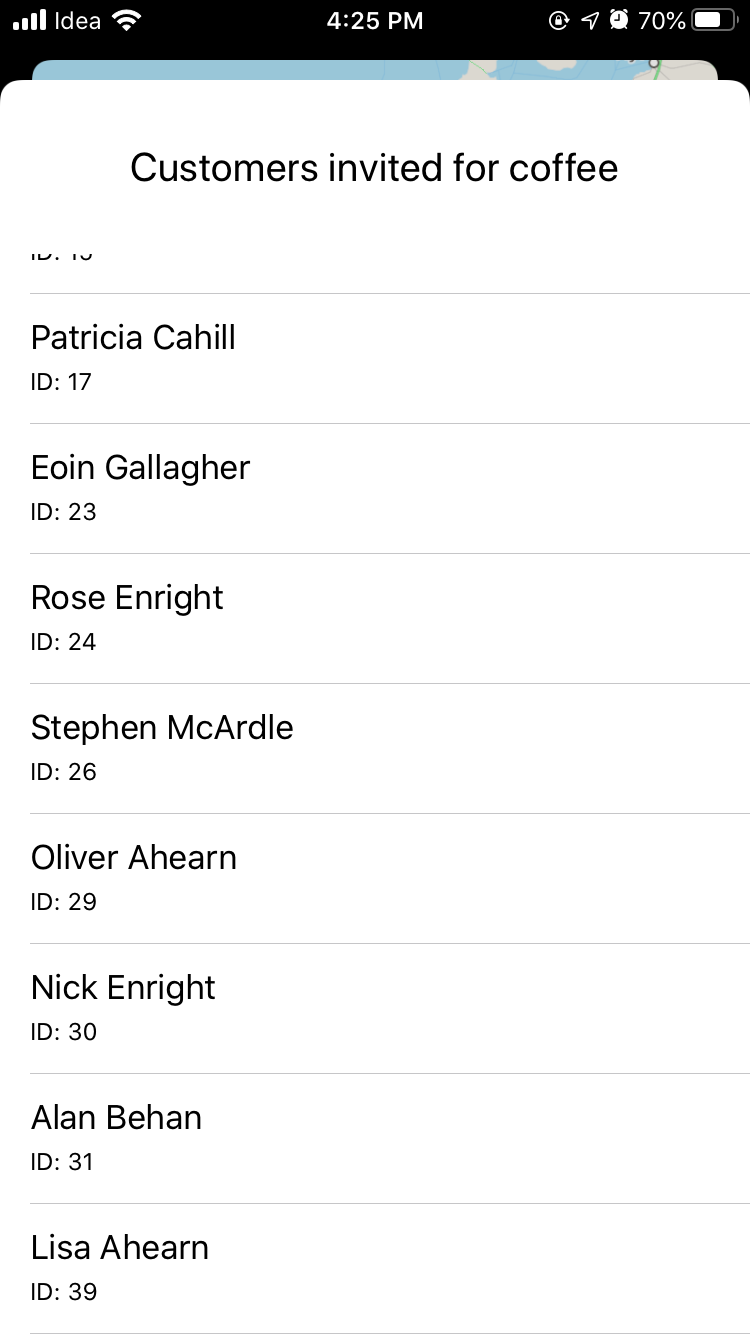 Idea 4:25 PM 70%
Customers invited for coffee
ID:
Patricia Cahill
ID: 17
Eoin Gallagher
ID: 23
Rose Enright
ID: 24
Stephen McArdle
ID: 26
Oliver Ahearn
ID: 29
Nick Enright
ID: 30
Alan Behan
ID: 31
Lisa Ahearn
ID: 39